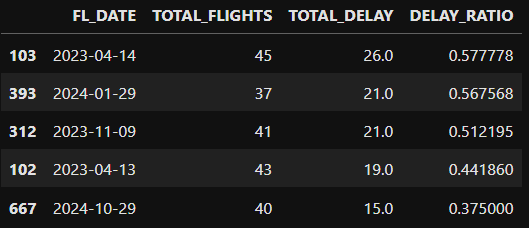 FL_DATE TOTAL_FLIGHTS TOTAL_DELAY DELAY_RATIO
103 2023-04-14 45 26.0 0.577778
393 2024-01-29 37 21.0 0.567568
312 2023-11-09 41 21.0 0.512195
102 2023-04-13 43 19.0 0.441860
667 2024-10-29 40 15.0 0.375000